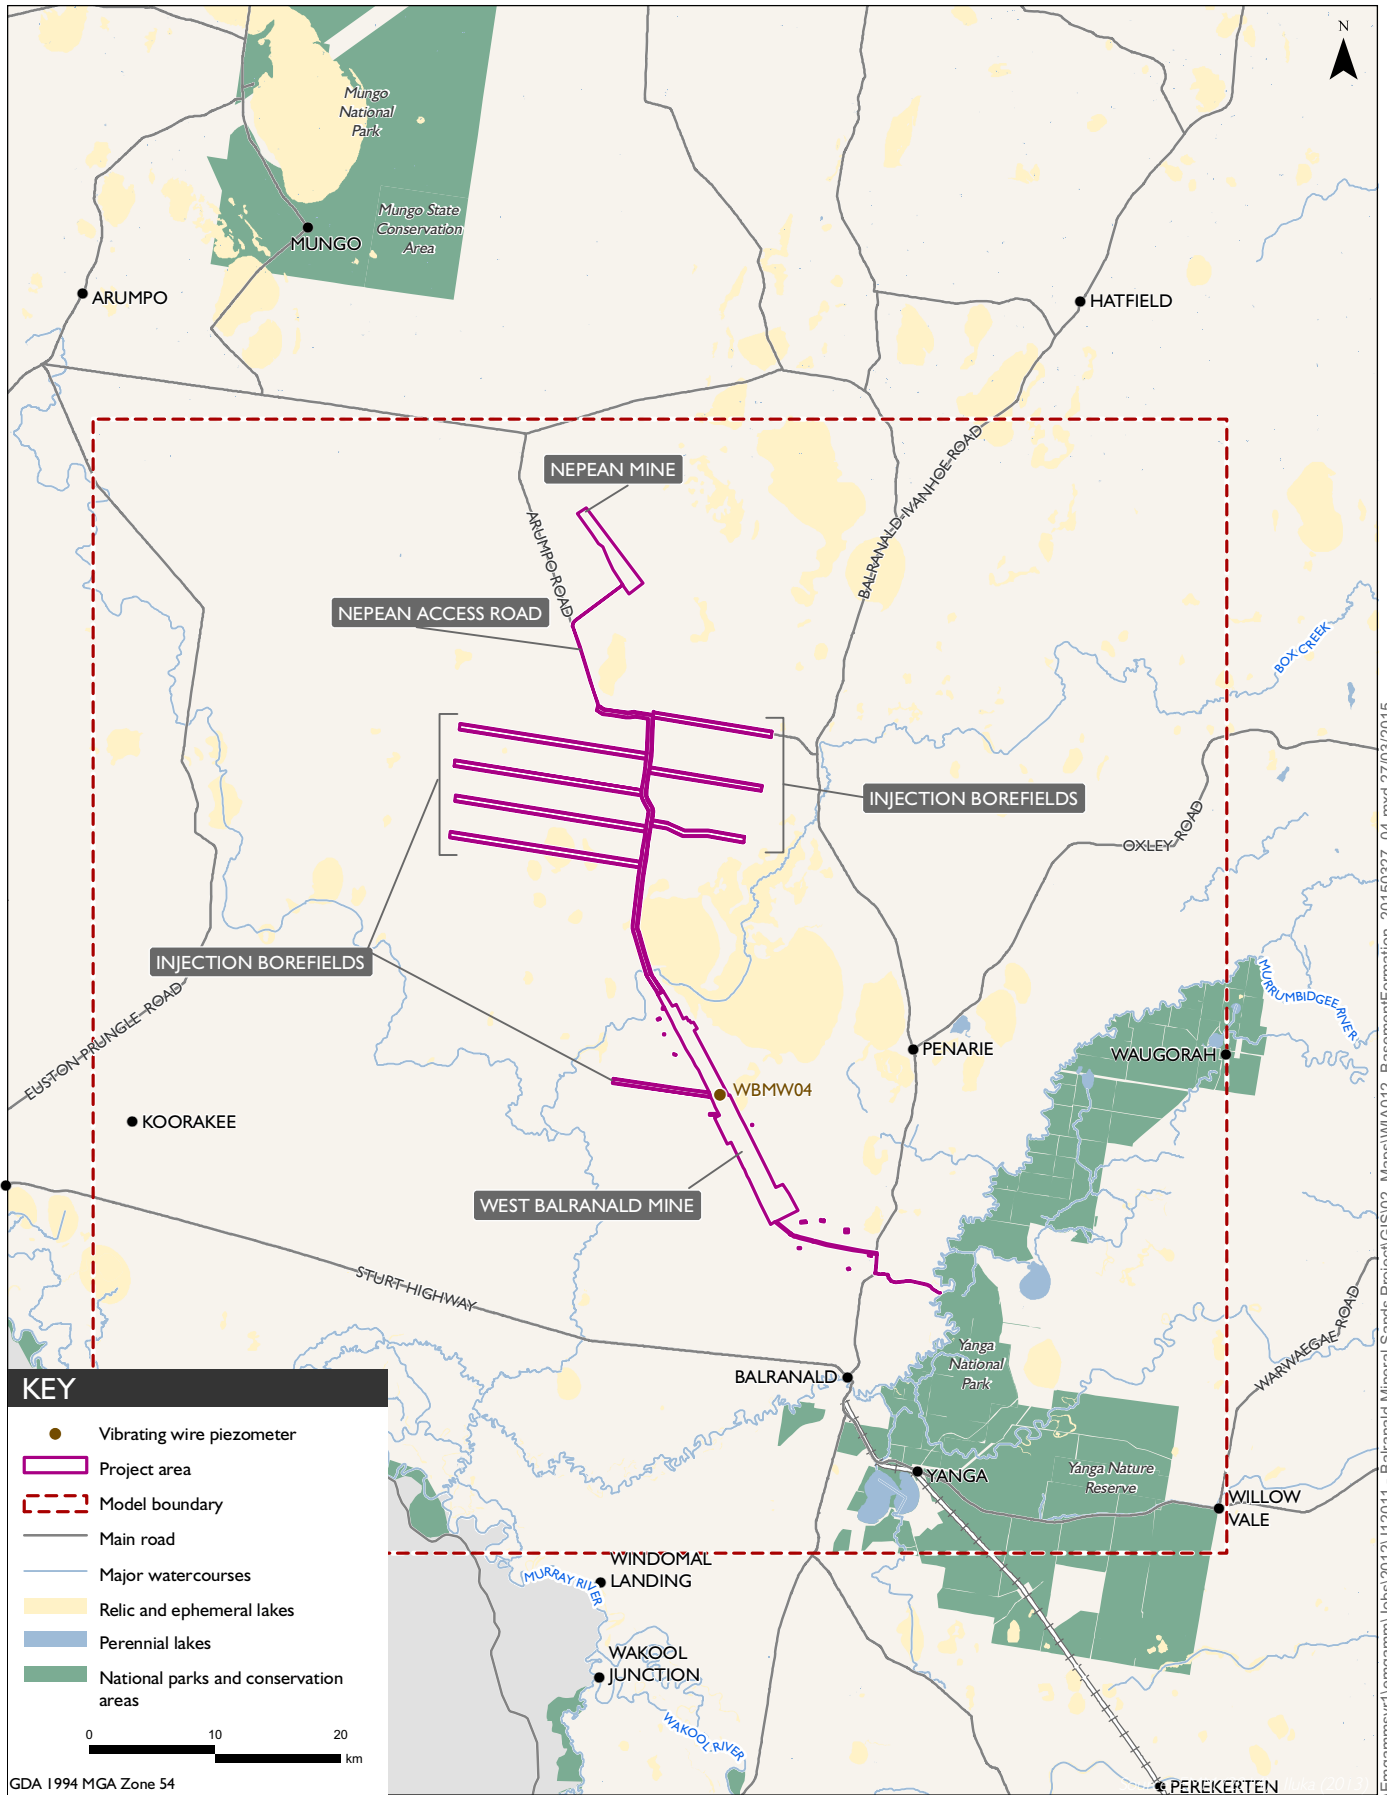 N
Mungo
National
Park
Mungo State
Conservation
Area
MUNGO
ARUMPO
HATFIELD
BALRANALD-IVANHOE-ROAD
NEPEAN MINE
ARUMPO-ROAD
NEPEAN ACCESS ROAD
BOX CREEK
INJECTION BOREFIELDS
OXLEY-ROAD
INJECTION BOREFIELDS
MURRUMBIDGEE RIVER
EUSTON-PRUNGLE-ROAD
PENARIE
WAUGORAH
WBMW04
KOORAKEE
WEST BALRANALD MINE
STURT-HIGHWAY
WARWAEGAE-ROAD
Yanga
National
Park
BALRANALD
YANGA
Yanga Nature
Reserve
WILLOW
VALE
WINDOMAL
LANDING
MURRAY RIVER
WAKOOL
JUNCTION
WAKOOL RIVER
PEREKERTEN
KEY
Vibrating wire piezometer
Project area
Model boundary
Main road
Major watercourses
Relic and ephemeral lakes
Perennial lakes
National parks and conservation
areas
0 10 20
km
GDA 1994 MGA Zone 54